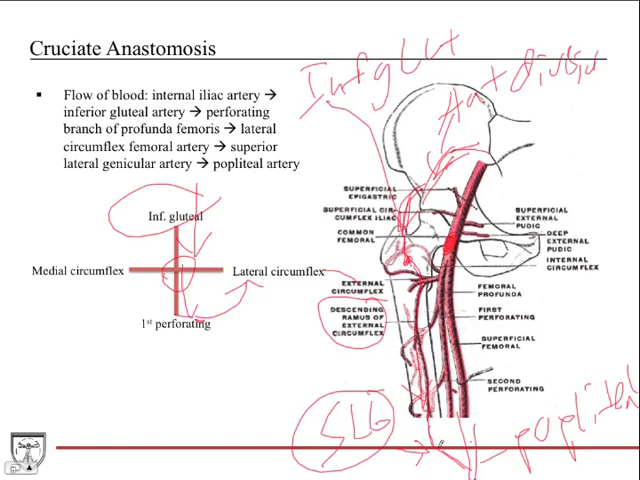 Cruciate Anastomosis
Flow of blood: internal iliac artery →
inferior gluteal artery → perforating
branch of profunda femoris → lateral
circumflex femoral artery → superior
lateral genicular artery → popliteal artery
Inf. gluteal
Medial circumflex
Lateral circumflex
1st perforating
Inf glut
Ant division
SUPERFICIAL
EPIGASTRIC
SUPERFICIAL CIR-
CUMFLEX ILIAC
COMMON
FEMORAL
EXTERNAL
CIRCUMFLEX
DESCENDING
RAMUS OF
EXTERNAL
CIRCUMFLEX
SUPERFICIAL
EXTERNAL
PUDIC
DEEP
EXTERNAL
PUDIC
INTERNAL
CIRCUMFLEX
FEMORAL
PROFUNDA
FIRST
PERFORATING
SUPERFICIAL
FEMORAL
SECOND
PERFORATING
SLG